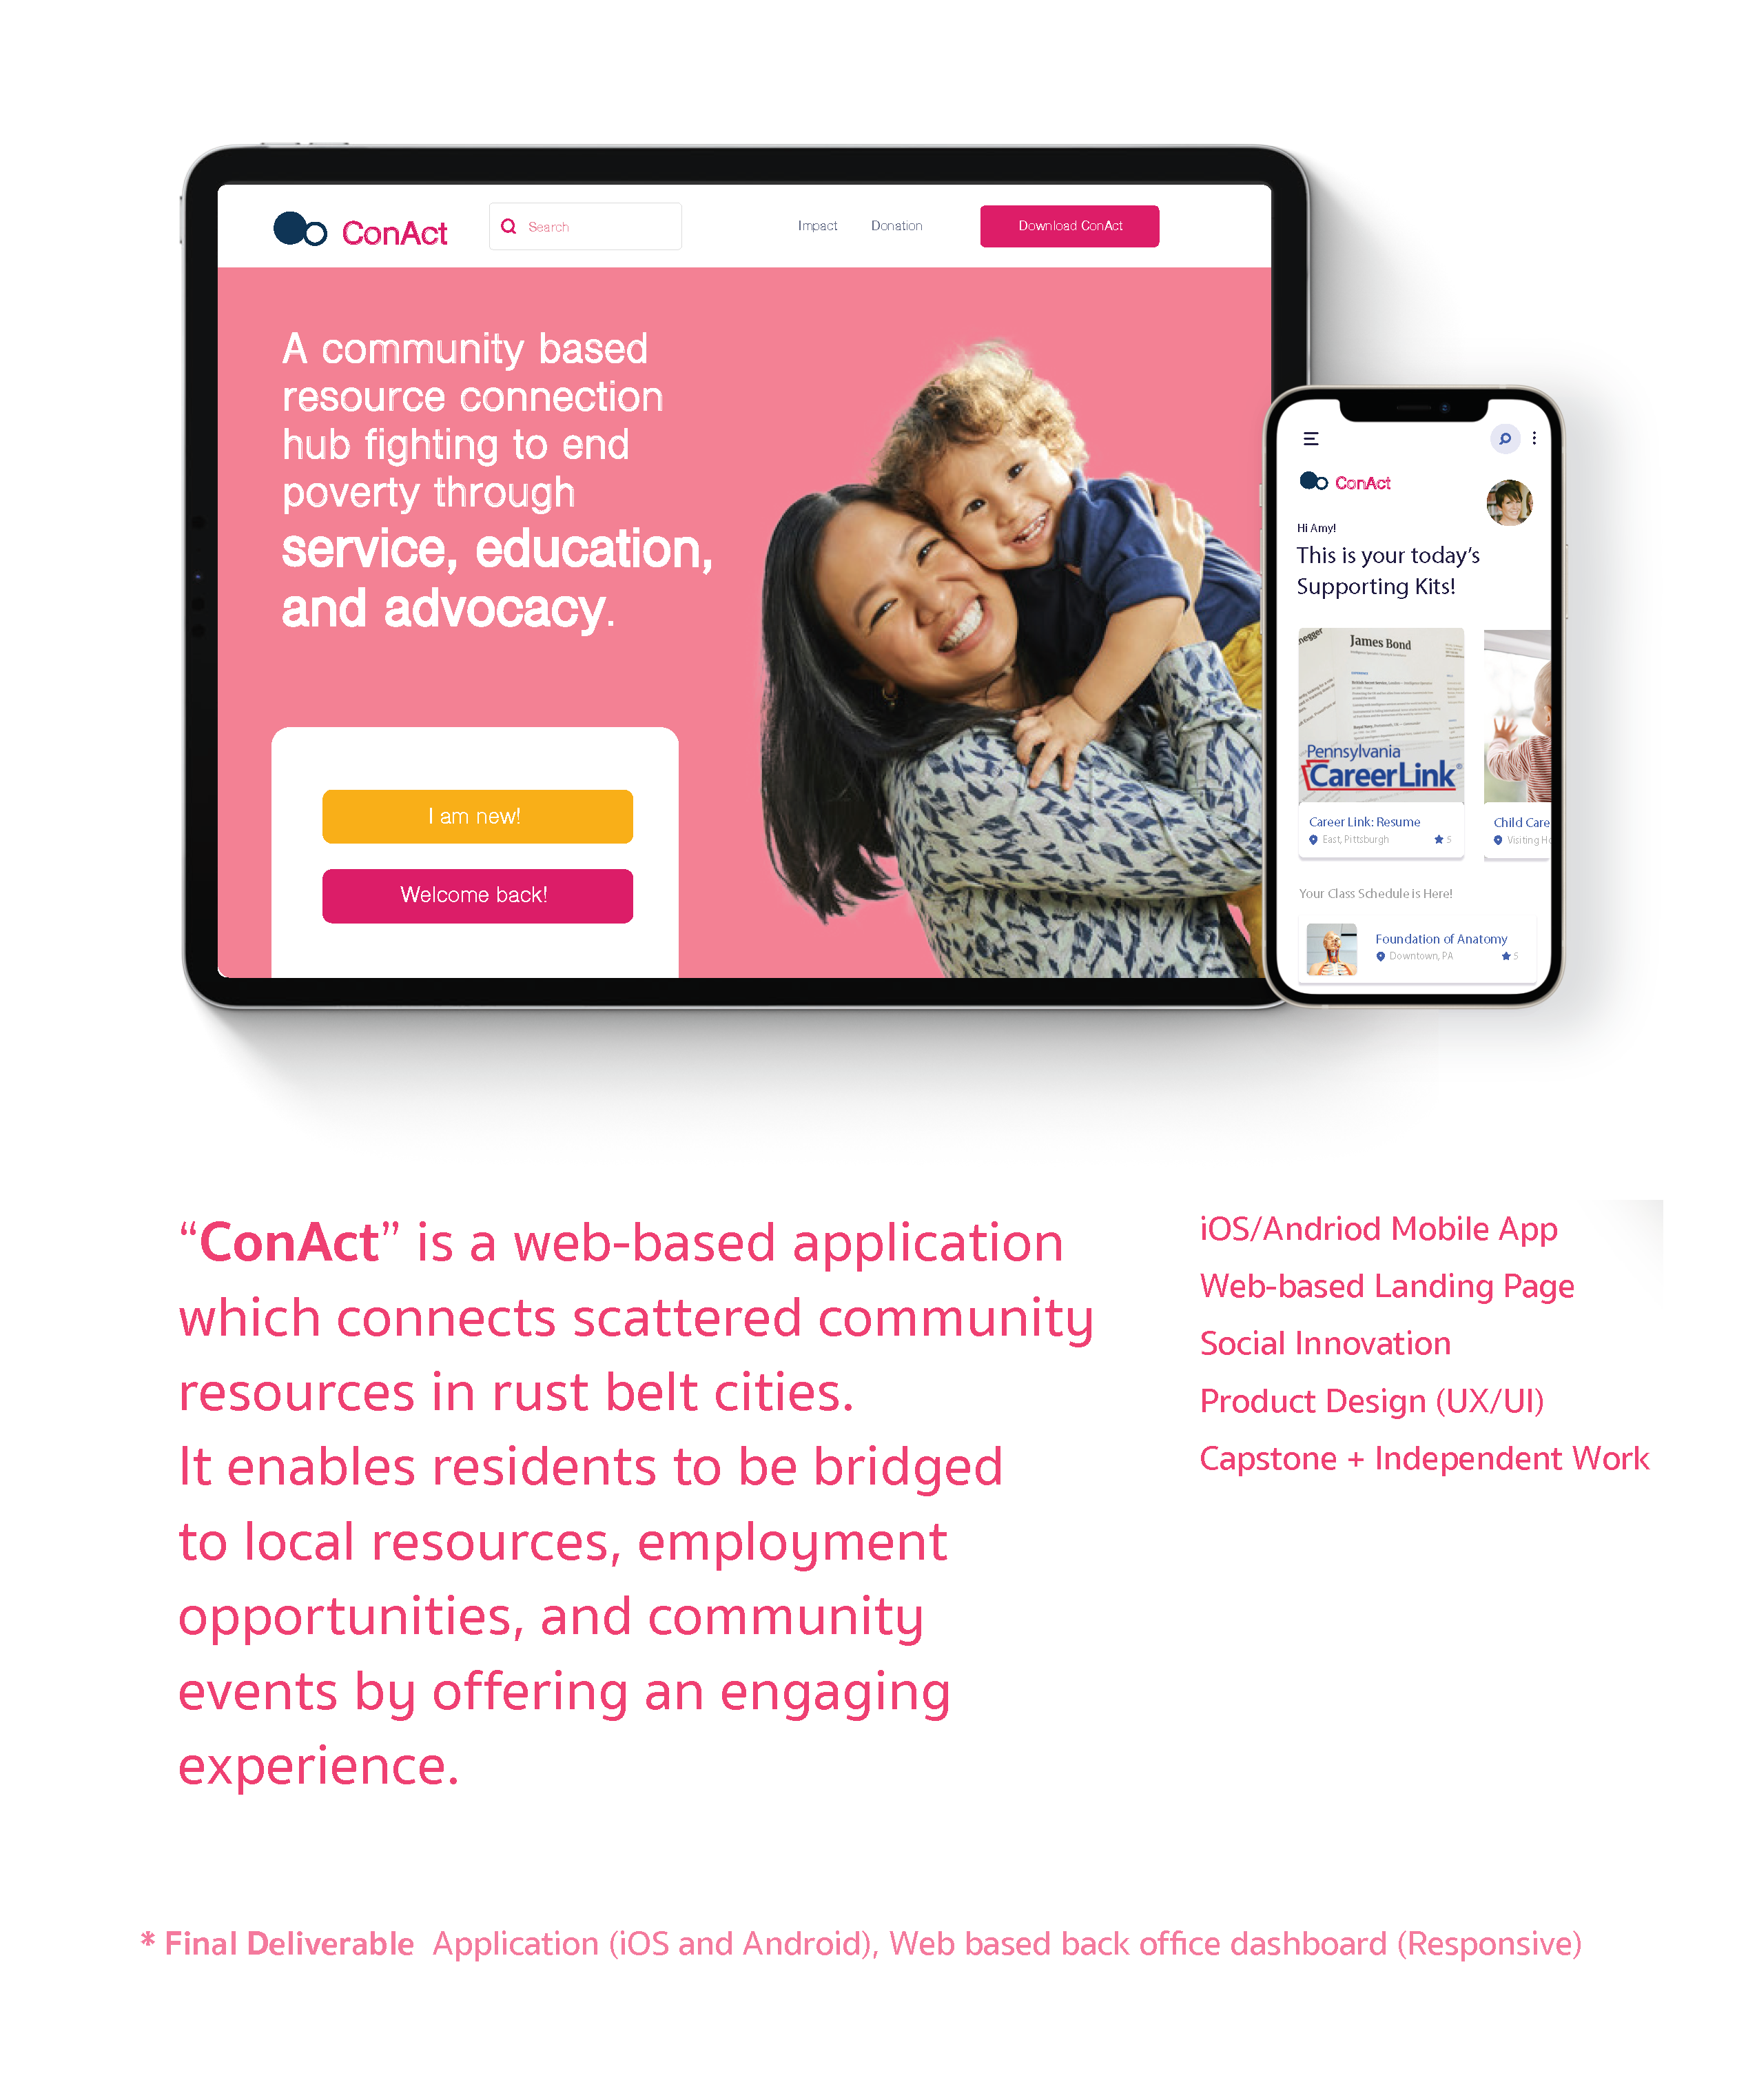 ConAct
Search
Impact
Donation
Download ConAct
A community based
resource connection
hub fighting to end
poverty through
service, education,
and advocacy.
I am new!
Welcome back!
ConAct
Hi Amy!
This is your today's
Supporting Kits!
James Bond
Pennsylvania
CareerLink®
Career Link: Resume
East, Pittsburgh
5
Child Care
Visiting
Your Class Schedule is Here!
Foundation of Anatomy
Downtown, PA
5
“ConAct” is a web-based application
which connects scattered community
resources in rust belt cities.
It enables residents to be bridged
to local resources, employment
opportunities, and community
events by offering an engaging
experience.
iOS/Andriod Mobile App
Web-based Landing Page
Social Innovation
Product Design (UX/UI)
Capstone + Independent Work
* Final Deliverable Application (iOS and Android), Web based back office dashboard (Responsive)